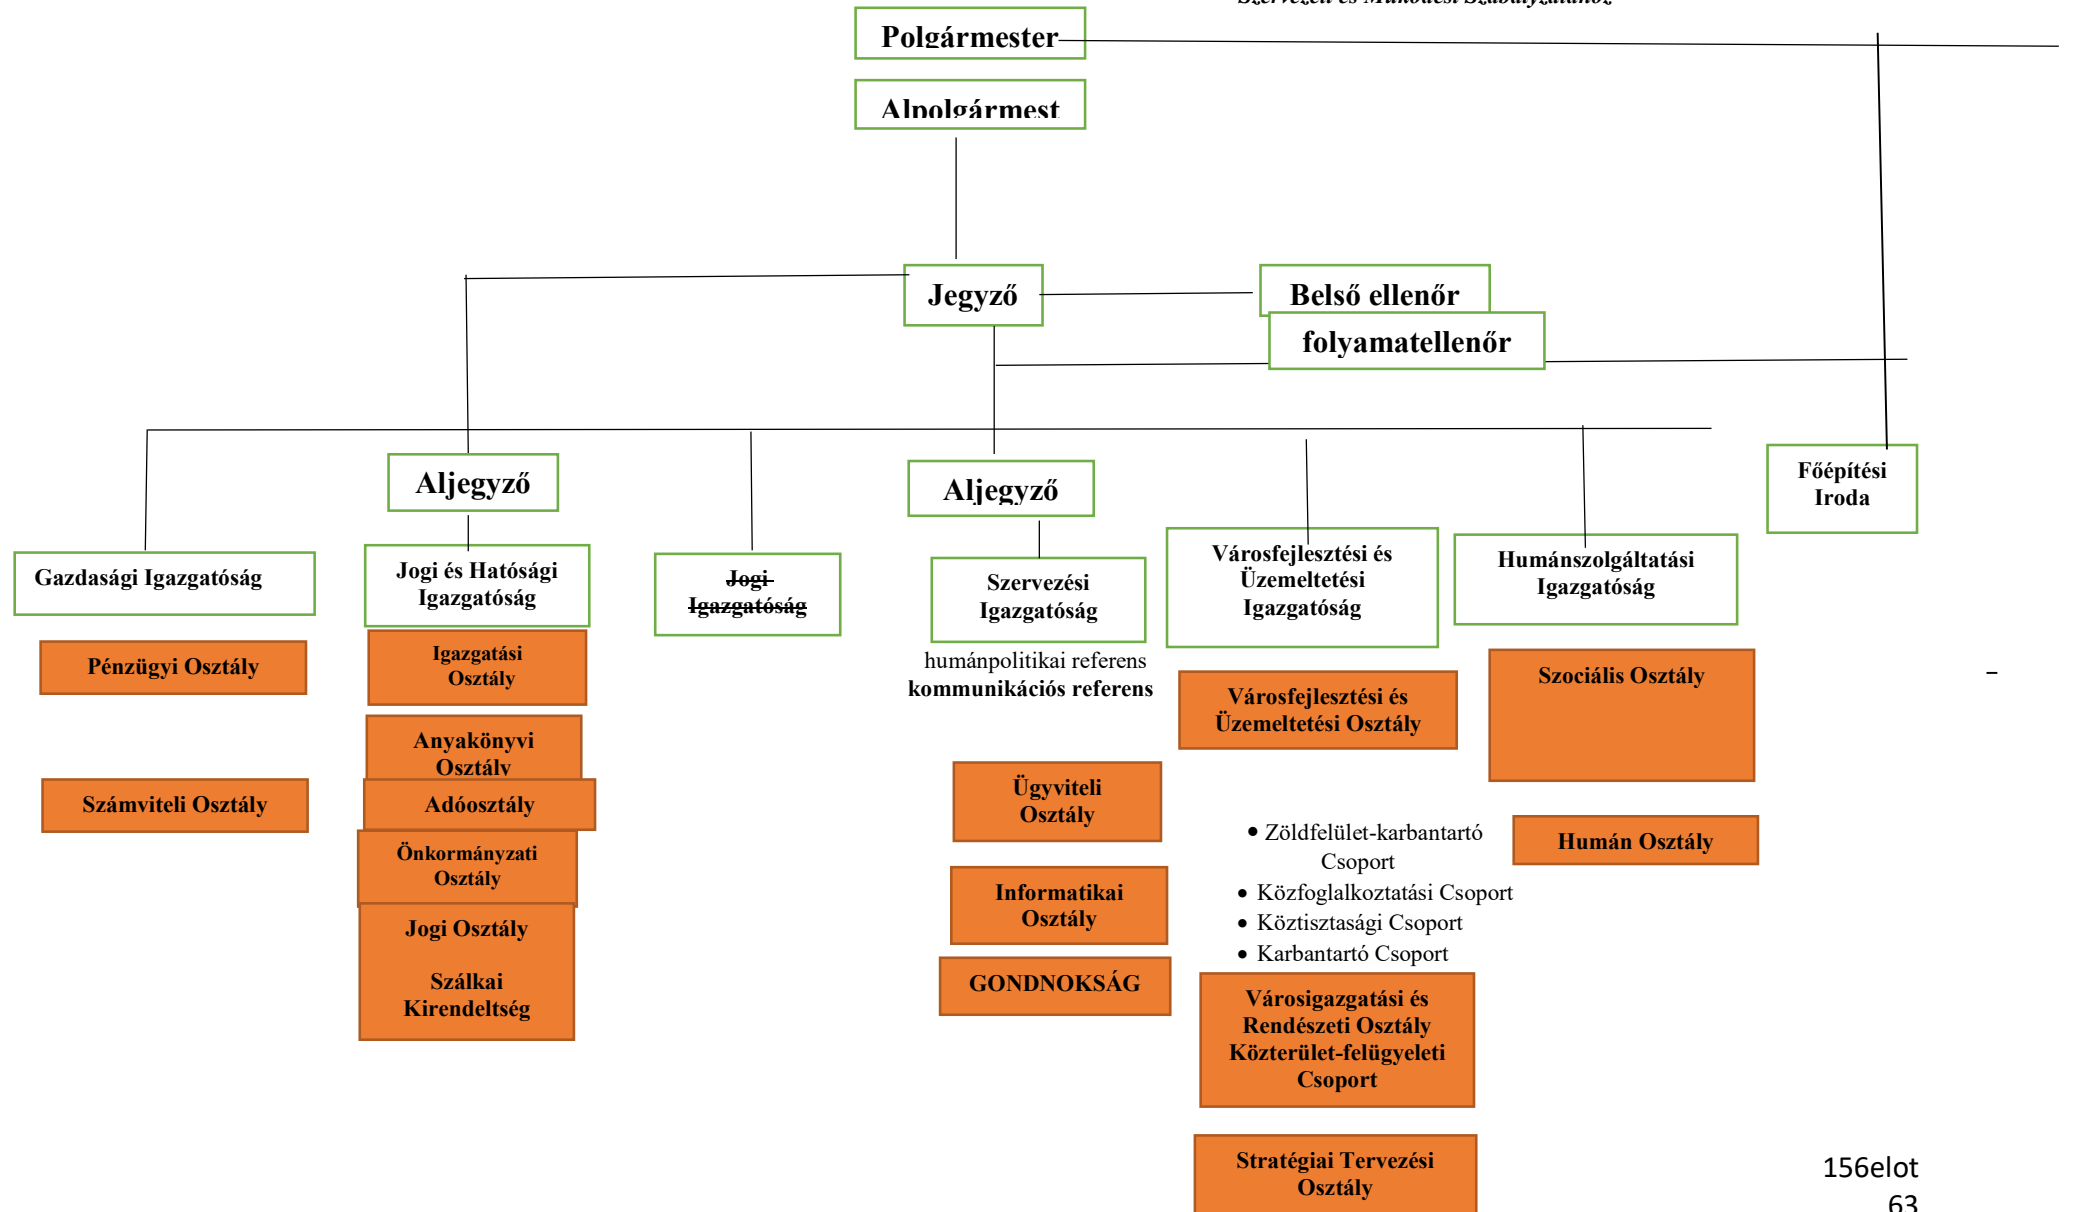 Szervezeti és Működési Szabályzatához
Polgármester
Alpolgármest
Jegyző
Belső ellenőr
folyamatellenőr
Aljegyző
Aljegyző
Főépítési
Iroda
Gazdasági Igazgatóság
Jogi és Hatósági
Igazgatóság
Jogi
Igazgatóság
Szervezési
Igazgatóság
humánpolitikai referens
kommunikációs referens
Városfejlesztési és
Üzemeltetési
Igazgatóság
Humánszolgáltatási
Igazgatóság
Pénzügyi Osztály
Számviteli Osztály
Igazgatási
Osztály
Anyakönyvi
Osztály
Adóosztály
Önkormányzati
Osztály
Jogi Osztály
Szálkai
Kirendeltség
Ügyviteli
Osztály
Informatikai
Osztály
GONDNOKSÁG
Városfejlesztési és
Üzemeltetési Osztály
• Zöldfelület-karbantartó
Csoport
• Közfoglalkoztatási Csoport
• Köztisztasági Csoport
• Karbantartó Csoport
Városigazgatási és
Rendészeti Osztály
Közterület-felügyeleti
Csoport
Stratégiai Tervezési
Osztály
Szociális Osztály
Humán Osztály
–
156elot
63